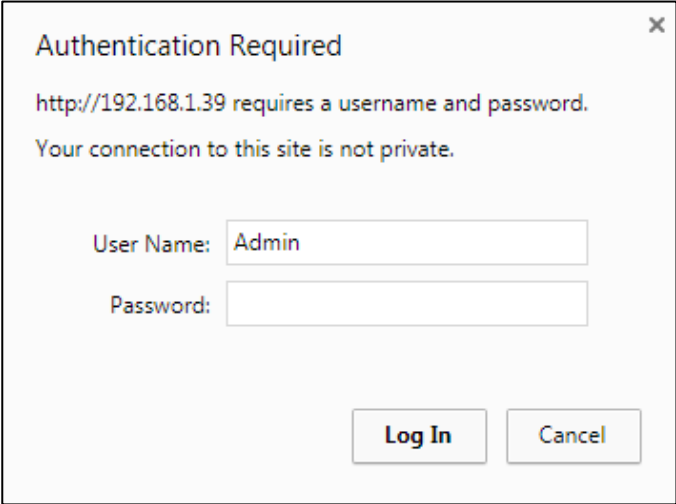 Authentication Required
http://192.168.1.39 requires a username and password.
Your connection to this site is not private.
User Name: Admin
Password:
Log In Cancel